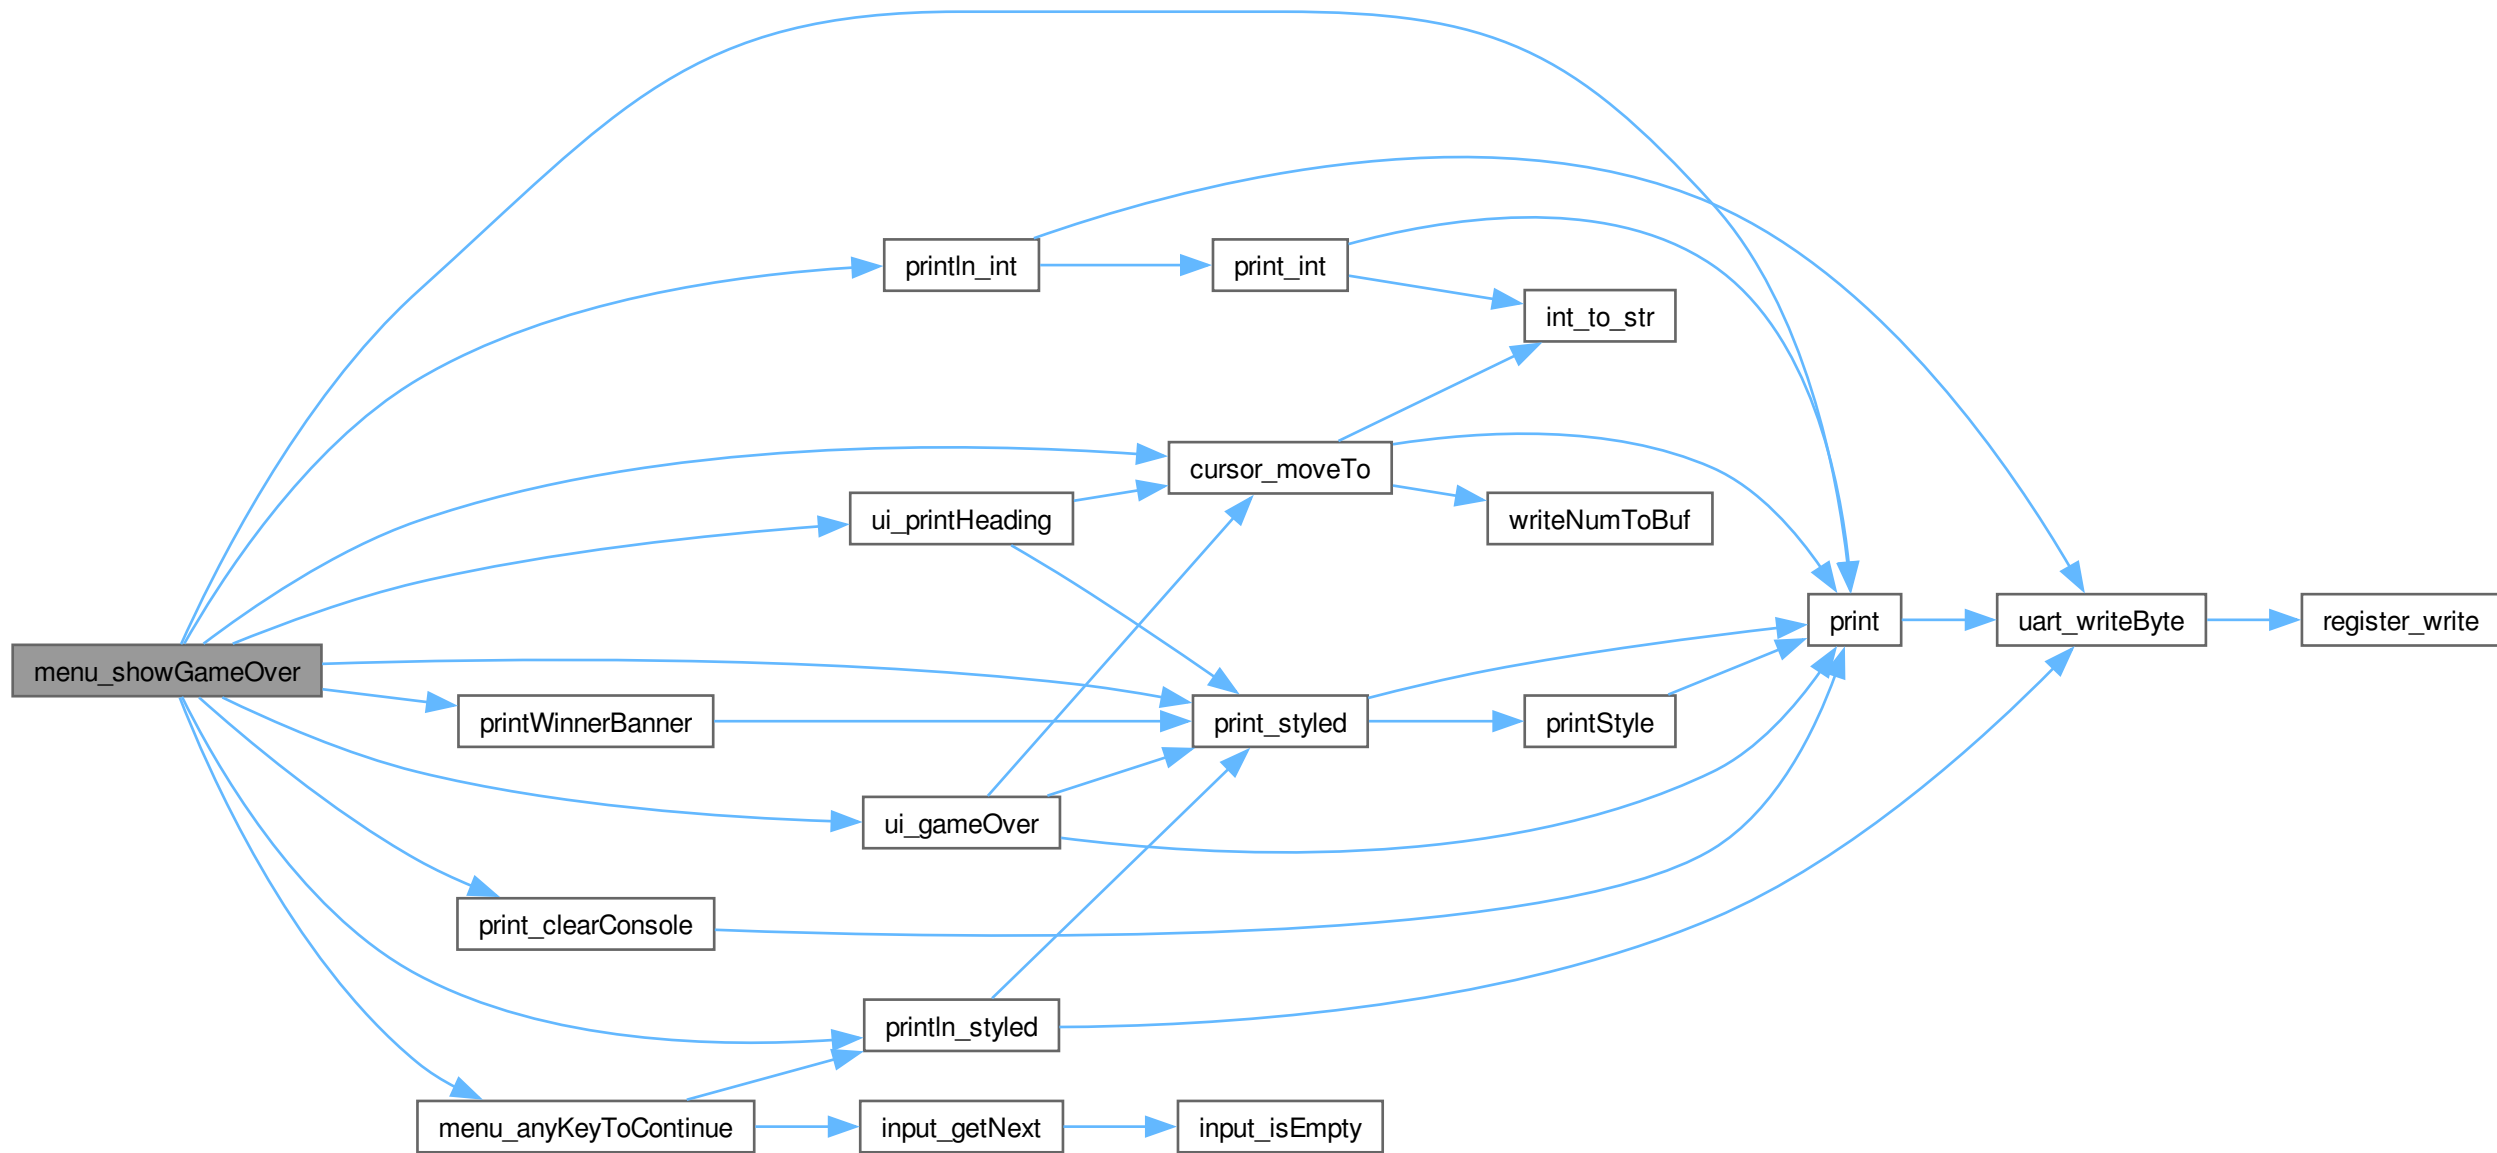 menu_showGameOver
println_int
print_int
int_to_str
cursor_moveTo
ui_printHeading
writeNumToBuf
print
uart_writeByte
register_write
printWinnerBanner
print_styled
printStyle
ui_gameOver
print_clearConsole
println_styled
menu_anyKeyToContinue
input_getNext
input_isEmpty